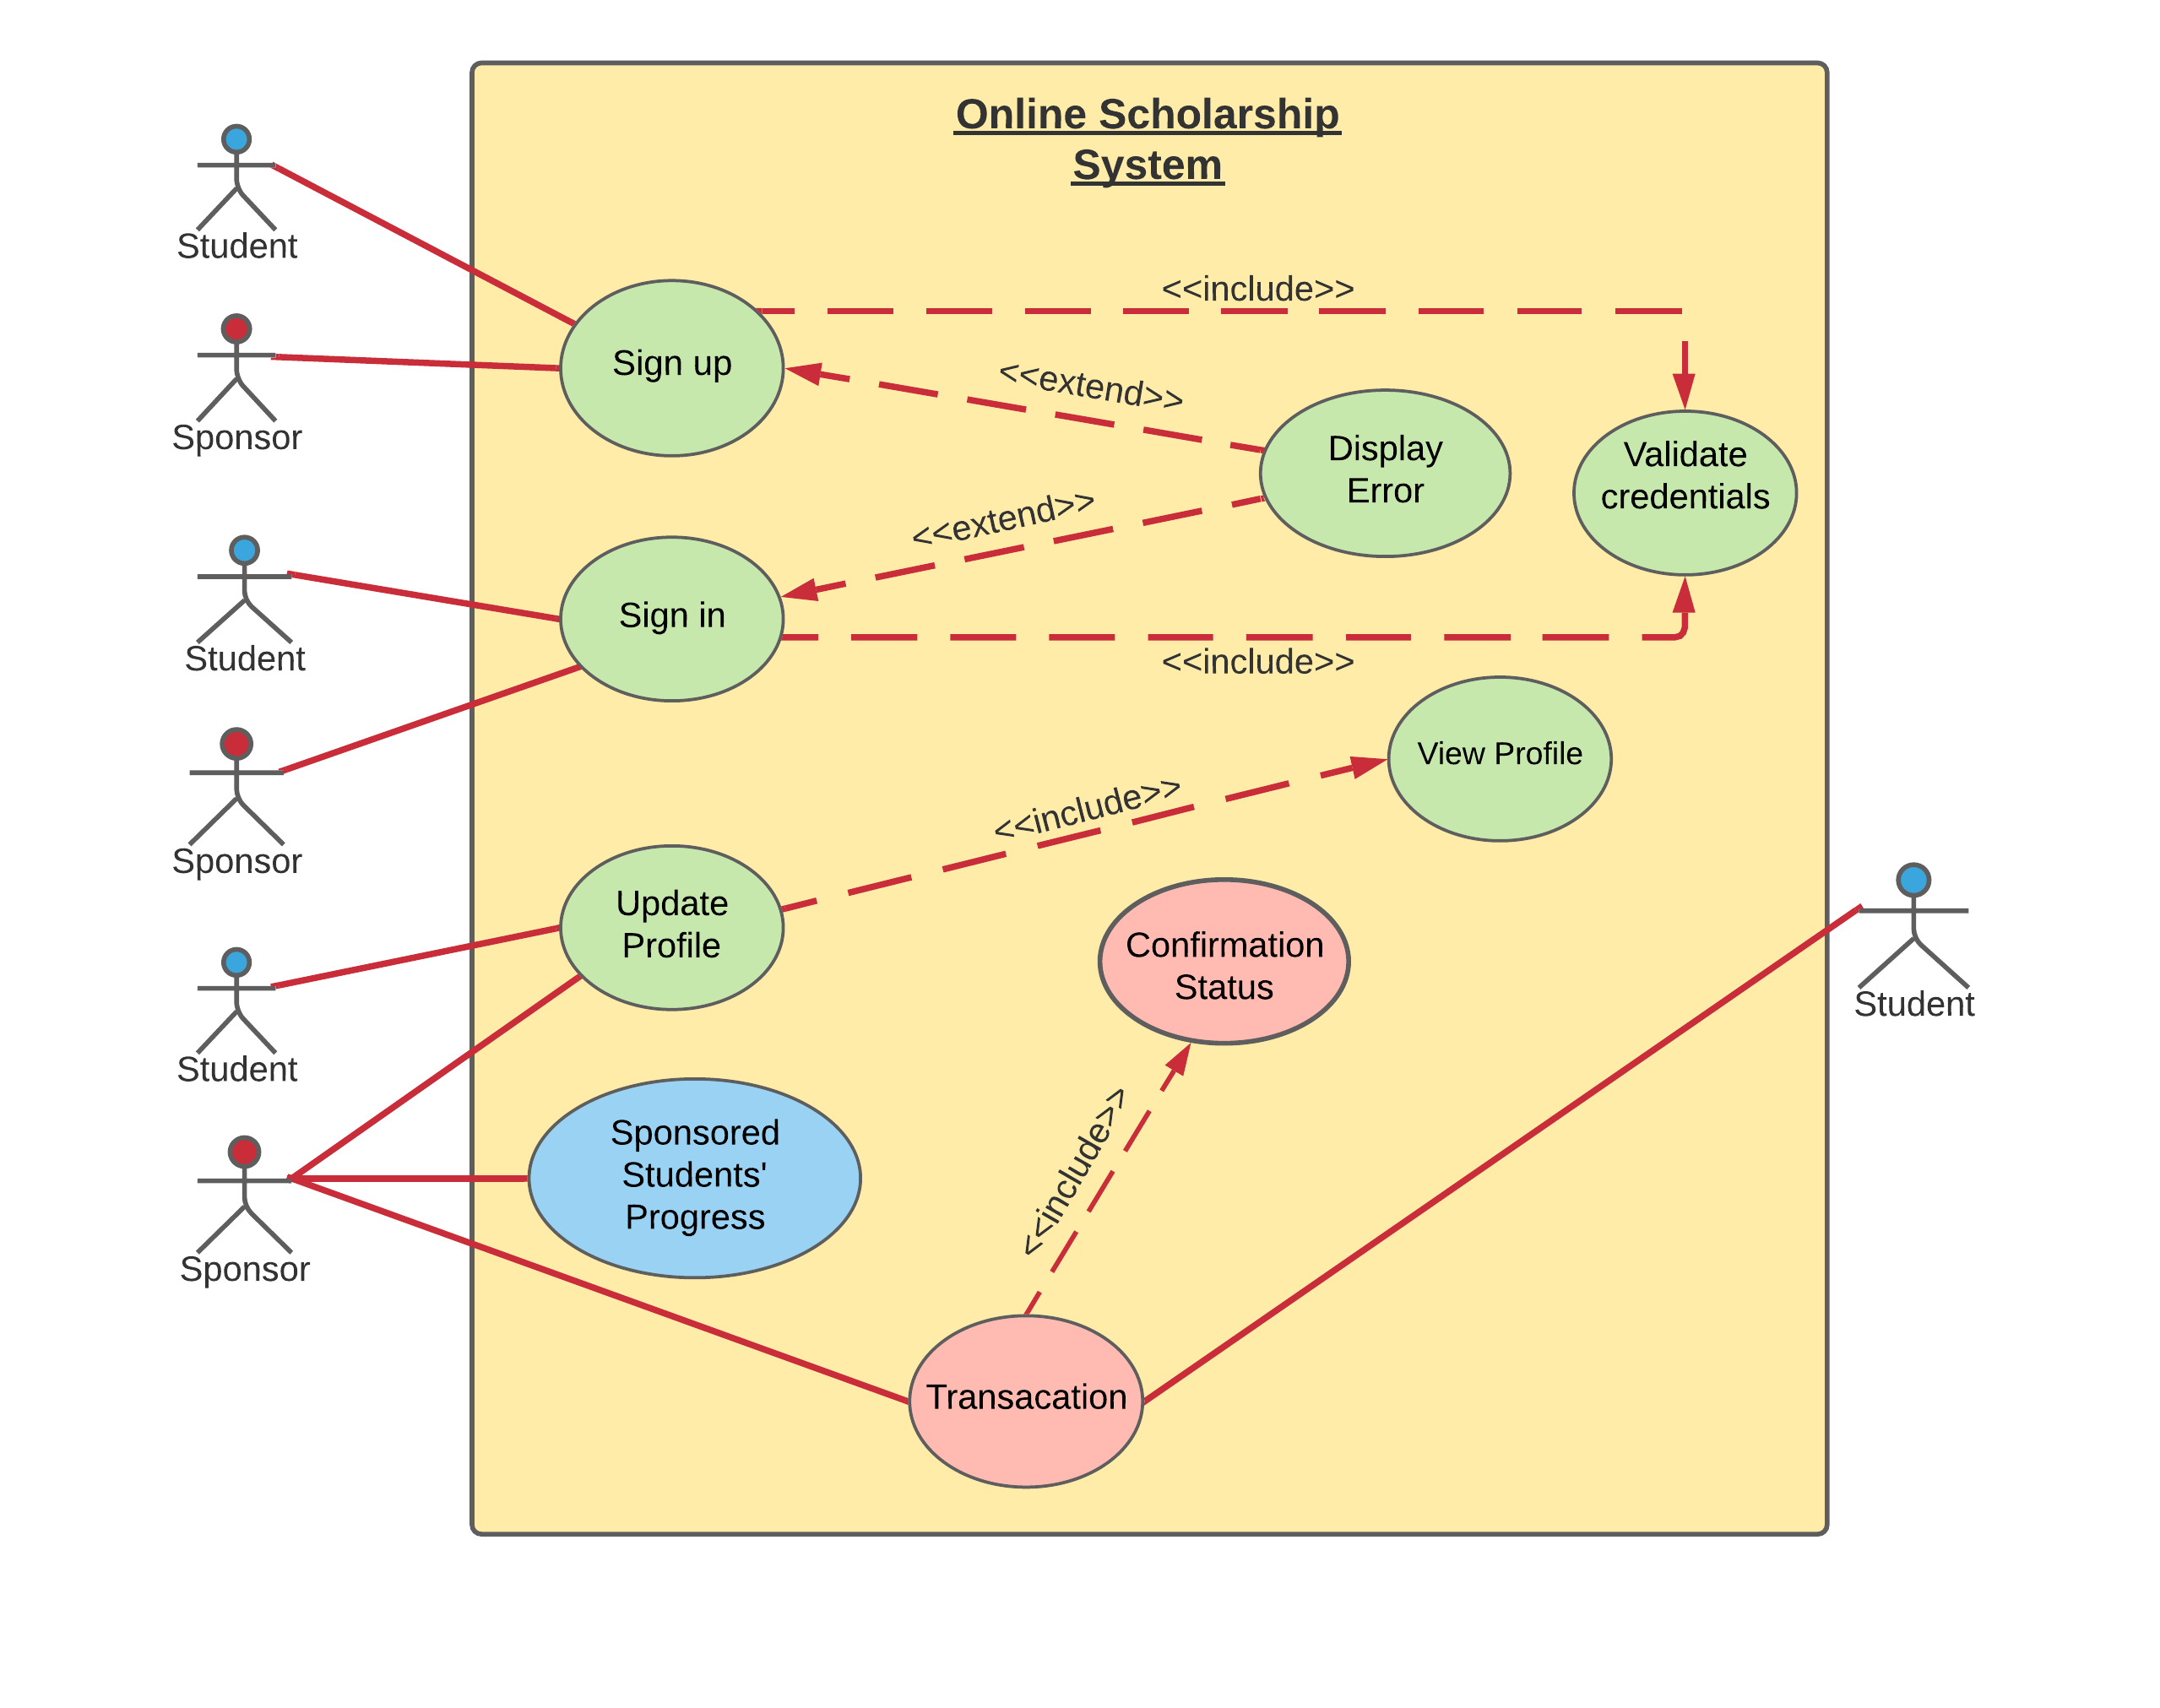 Online Scholarship
System
Student
Sponsor
Student
Sponsor
Student
Sponsor
Sign up
<<include>>
<<extend>>
Display
Error
Validate
credentials
<<extend>>
Sign in
<<include>>
View Profile
<<include>>
Update
Profile
Confirmation
Status
Student
Sponsored
Students'
Progress
<<include>>
Transacation